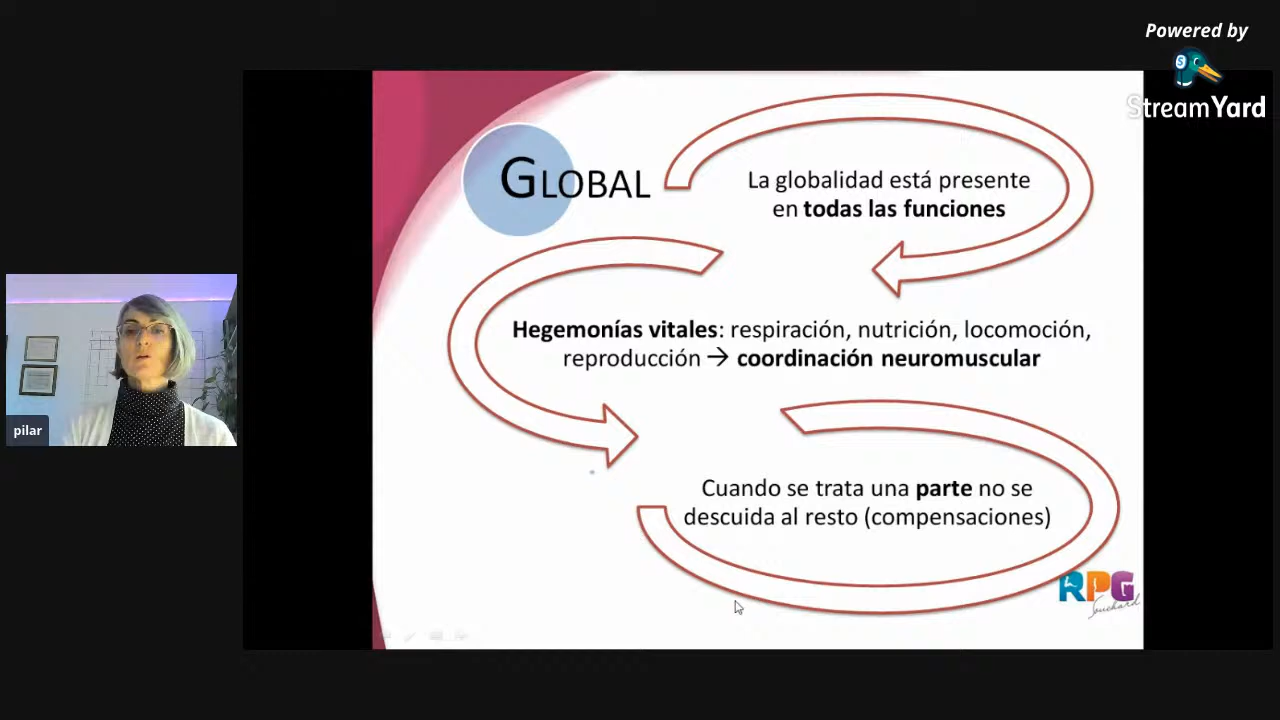 Powered by
StreamYard
GLOBAL
La globalidad está presente
en todas las funciones
Hegemonías vitales: respiración, nutrición, locomoción,
reproducción → coordinación neuromuscular
Cuando se trata una parte no se
descuida al resto (compensaciones)
pilar
RPG
Souchard